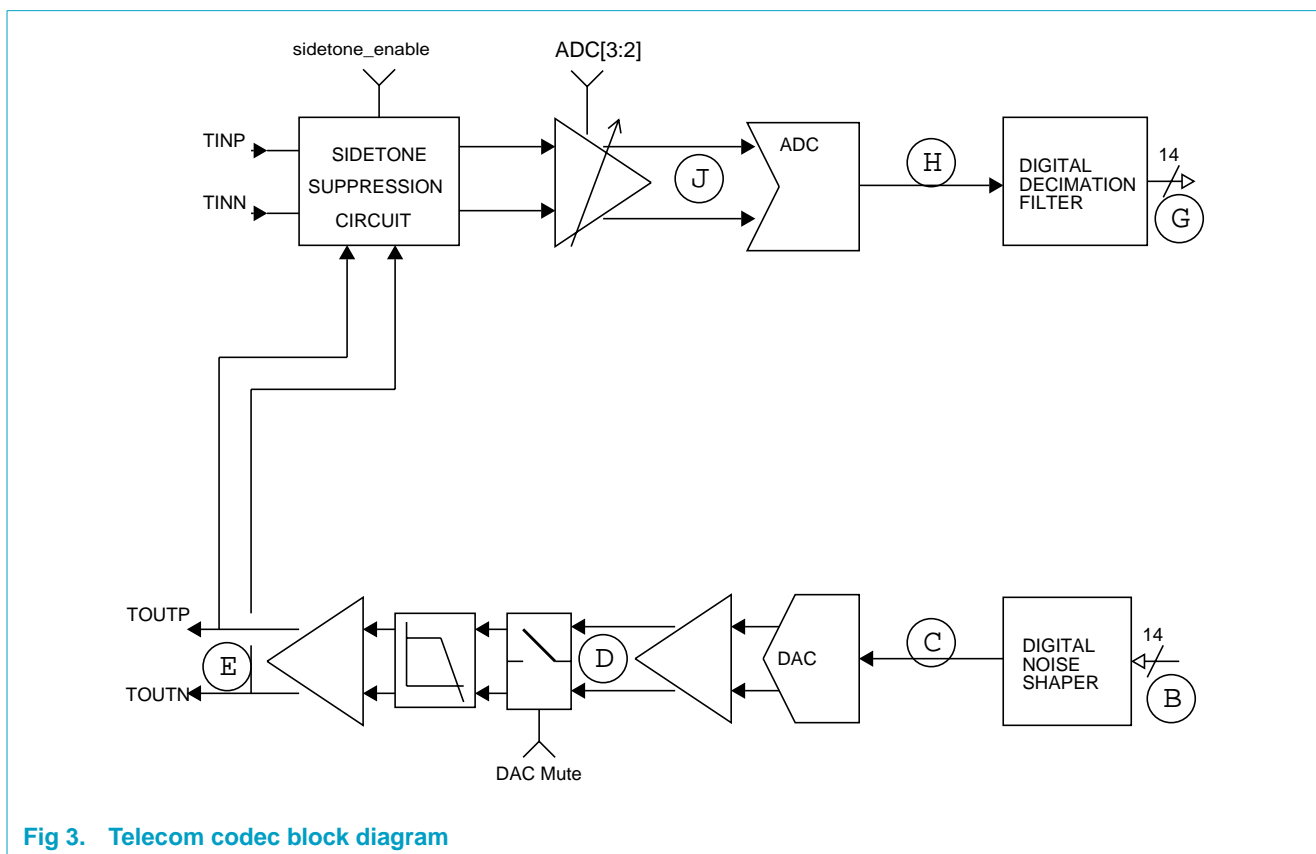 sidetone_enable
ADC[3:2]
TINP
TINN
SIDETONE
SUPPRESSION
CIRCUIT
J
ADC
H
DIGITAL
DECIMATION
FILTER
14
G
TOUTP
TOUTN
E
D
DAC Mute
DAC
C
DIGITAL
NOISE
SHAPER
14
B
Fig 3. Telecom codec block diagram